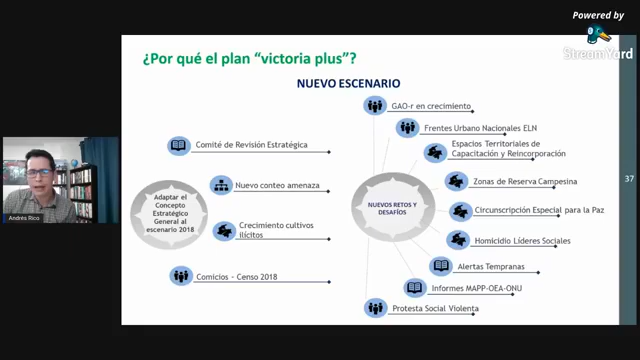 Powered by
StreamYard
¿Por qué el plan “victoria plus”?
NUEVO ESCENARIO
Comité de Revisión Estratégica
Nuevo conteo amenaza
Adaptar el
Concepto
Estratégico
General al
escenario 2018
Crecimiento cultivos
ilícitos
Comicios - Censo 2018
GAO-r en crecimiento
Frentes Urbano Nacionales ELN
Espacios Territoriales de
Capacitación y Reincorporación
Zonas de Reserva Campesina
NUEVOS RETOS Y
DESAFÍOS
Circunscripción Especial para la Paz
Homicidio Líderes Sociales
Alertas Tempranas
Informes MAPP-OEA-ONU
Protesta Social Violenta
37
Andrés Rico